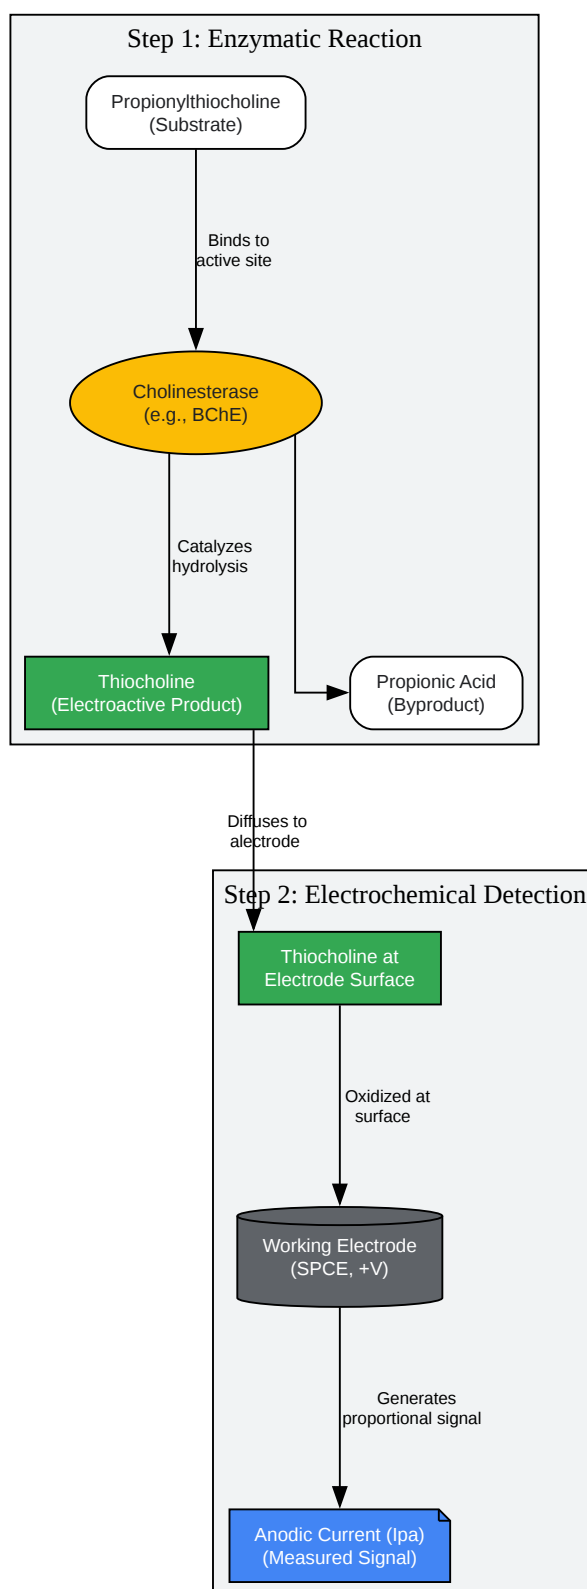 Step 1: Enzymatic Reaction
Propionylthiocholine
(Substrate)
Binds to
active site
Cholinesterase
(e.g., BChE)
Catalyzes
hydrolysis
Thiocholine
(Electroactive Product)
Propionic Acid
(Byproduct)
Diffuses to
alectrode
Step 2: Electrochemical Detection
Thiocholine at
Electrode Surface
Oxidized at
surface
Working Electrode
(SPCE, +V)
Generates
proportional signal
Anodic Current (Ipa)
(Measured Signal)